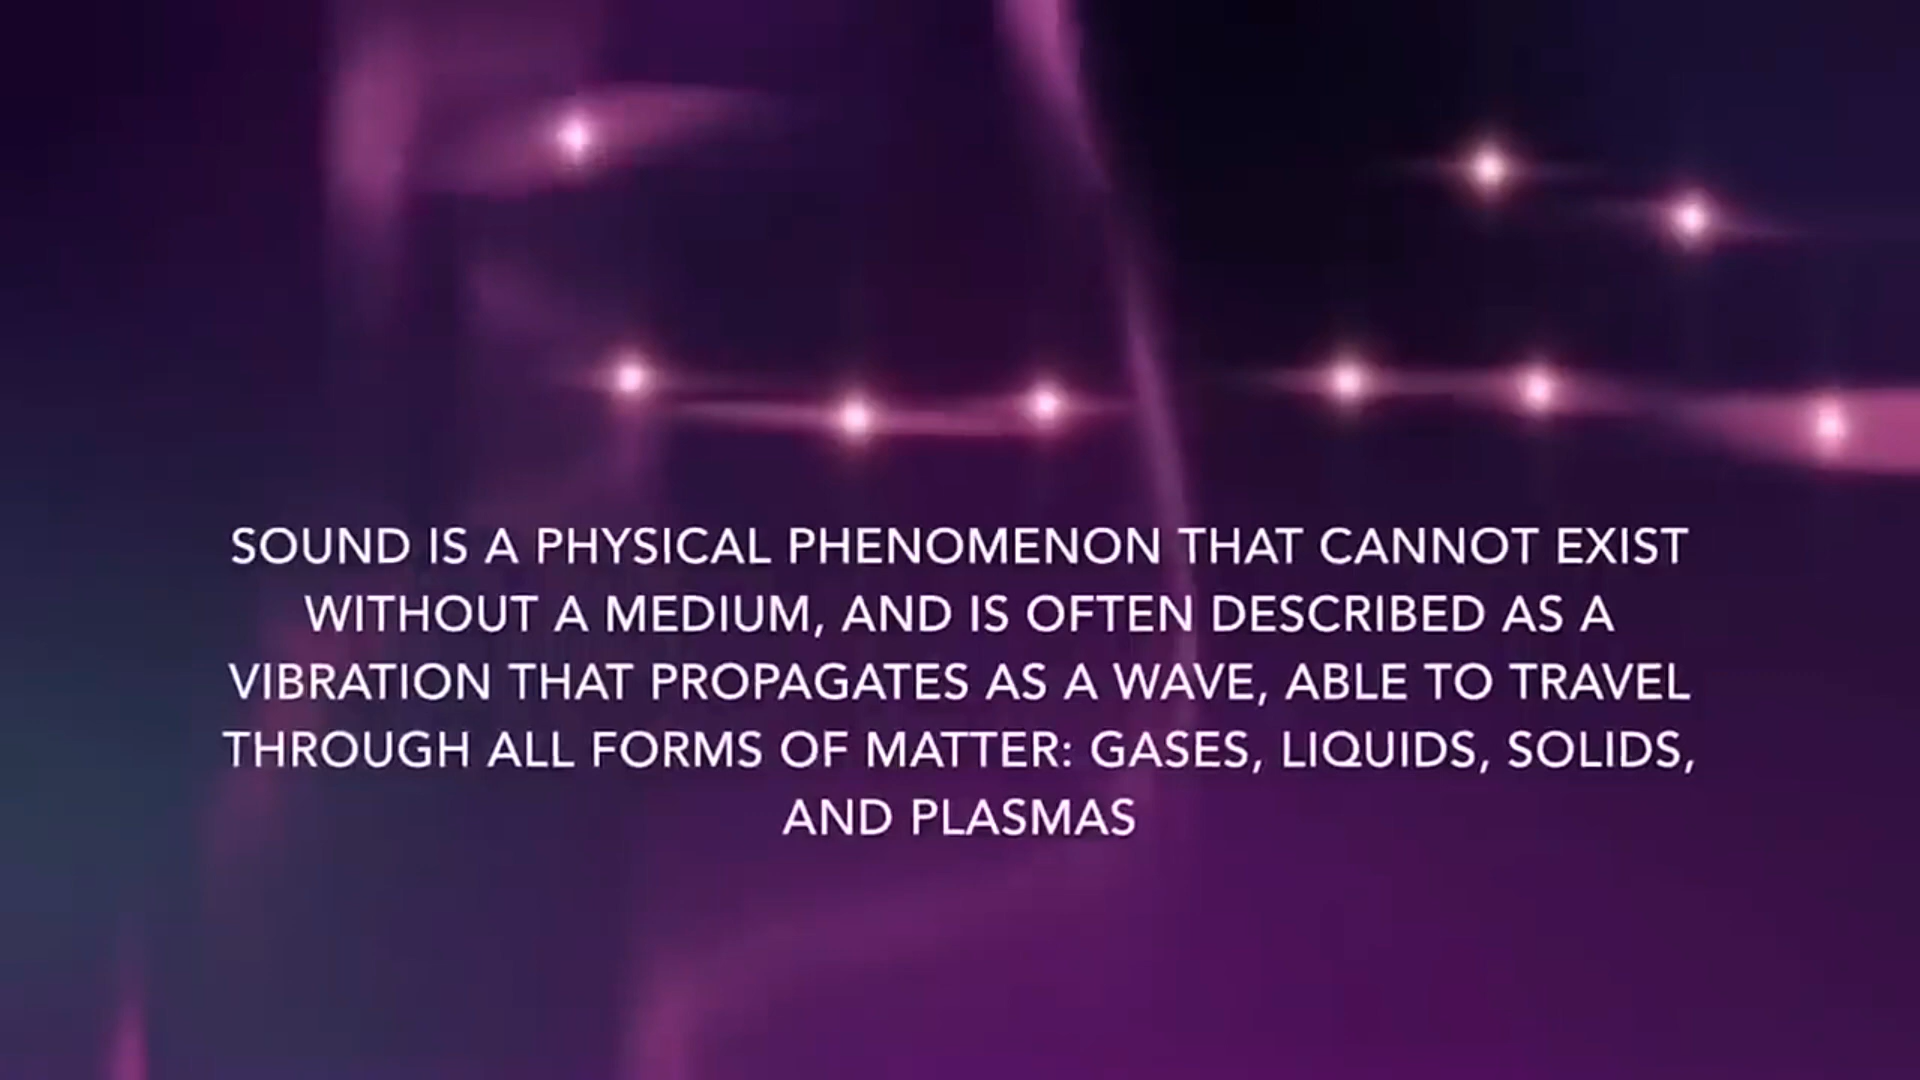 SOUND IS A PHYSICAL PHENOMENON THAT CANNOT EXIST
WITHOUT A MEDIUM, AND IS OFTEN DESCRIBED AS A
VIBRATION THAT PROPAGATES AS A WAVE, ABLE TO TRAVEL
THROUGH ALL FORMS OF MATTER: GASES, LIQUIDS, SOLIDS,
AND PLASMAS